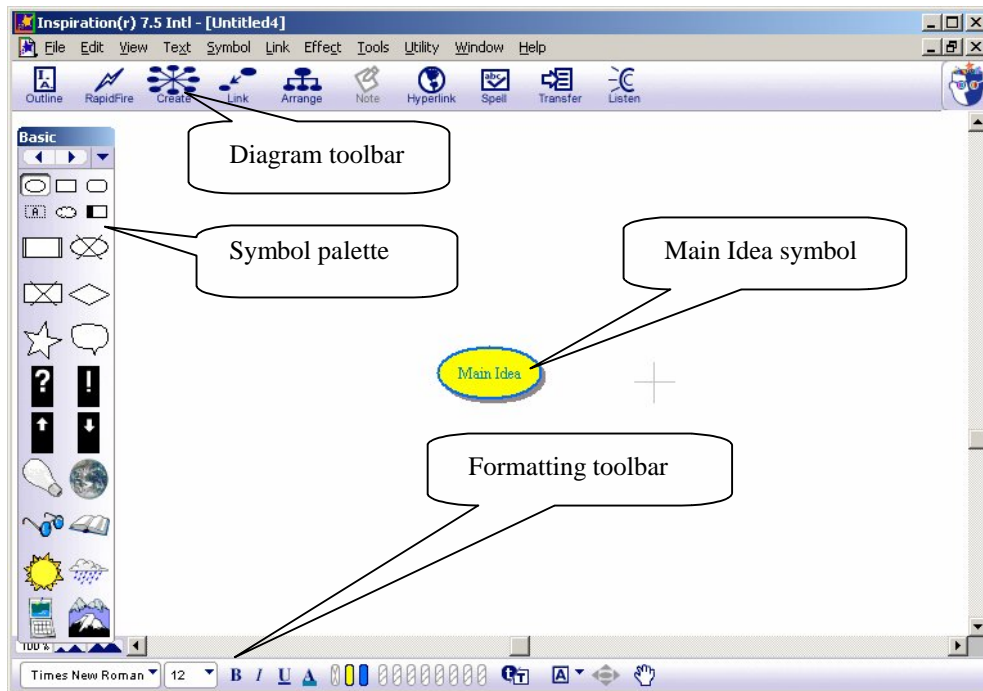 Inspiration(r) 7.5 Intl - [Untitled4]
File Edit View Text Symbol Link Effect Tools Utility Window Help
Outline RapidFire Create Link Arrange Note Hyperlink Spell Transfer Listen
Diagram toolbar
Basic
Symbol palette
Main Idea symbol
Main Idea
Formatting toolbar
100 %
Times New Roman 12 B I U A